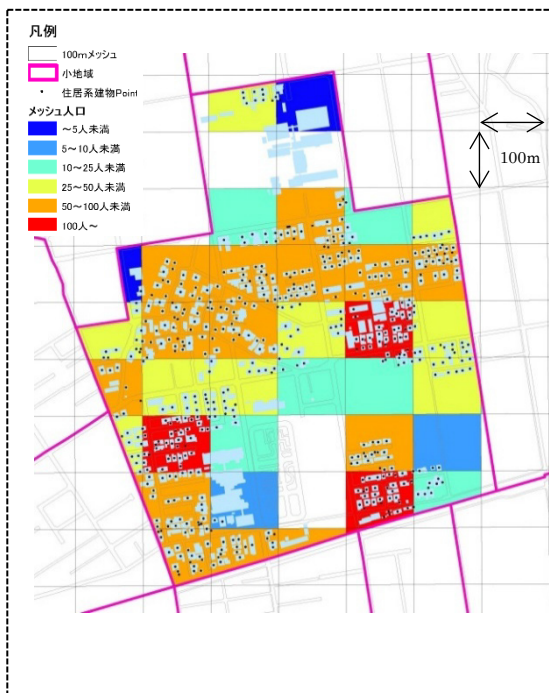 凡例
100mメッシュ
小地域
住居系建物Point
メッシュ人口
～5人未満
5～10人未満
10～25人未満
25～50人未満
50～100人未満
100人～
100m